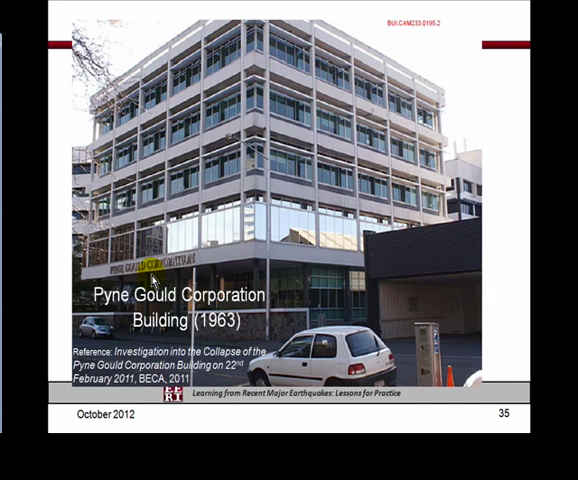 BUI.CAM233.0195.2
PYNE GOULD CORPORATION
Pyne Gould Corporation
Building (1963)
Reference: Investigation into the Collapse of the
Pyne Gould Corporation Building on 22nd
February 2011, BECA, 2011
EE
RI
Learning from Recent Major Earthquakes: Lessons for Practice
October 2012
35